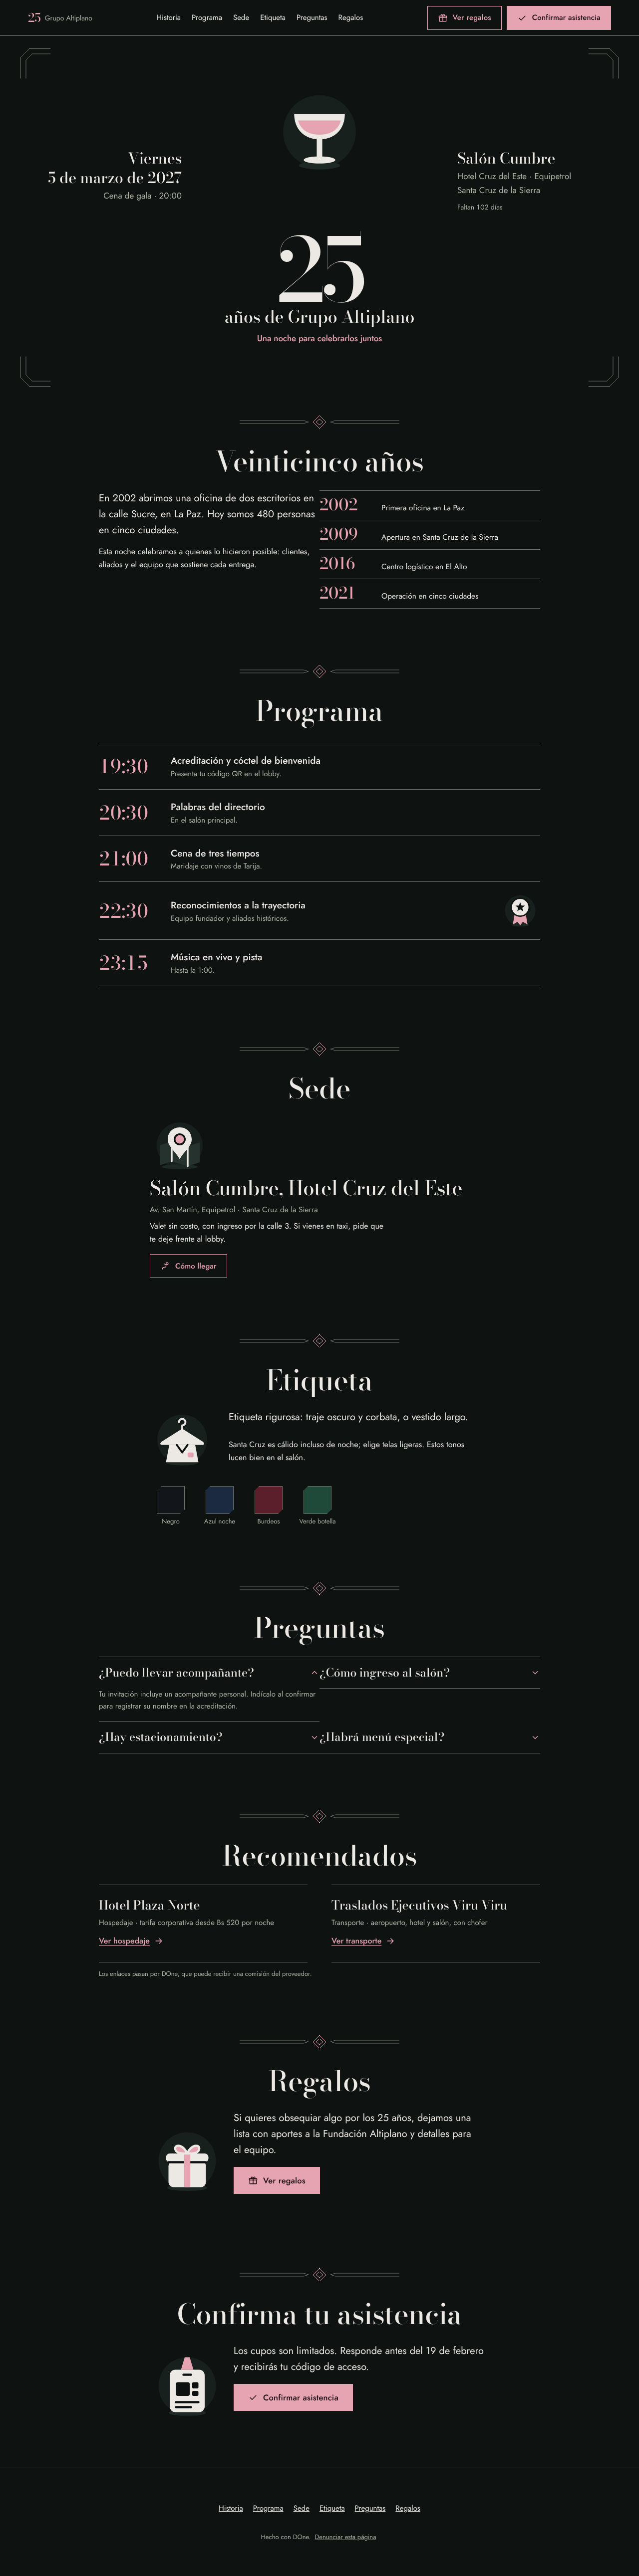 25 Grupo Altiplano
Historia Programa Sede Etiqueta Preguntas Regalos
Ver regalos
Confirmar asistencia
Viernes
5 de marzo de 2027
Cena de gala · 20:00
Salón Cumbre
Hotel Cruz del Este · Equipetrol
Santa Cruz de la Sierra
Faltan 102 días
25
años de Grupo Altiplano
Una noche para celebrarlos juntos
Veinticinco años
En 2002 abrimos una oficina de dos escritorios en
la calle Sucre, en La Paz. Hoy somos 480 personas
en cinco ciudades.
Esta noche celebramos a quienes lo hicieron posible: clientes,
aliados y el equipo que sostiene cada entrega.
2002 Primera oficina en La Paz
2009 Apertura en Santa Cruz de la Sierra
2016 Centro logístico en El Alto
2021 Operación en cinco ciudades
Programa
19:30 Acreditación y cóctel de bienvenida
Presenta tu código QR en el lobby.
20:30 Palabras del directorio
En el salón principal.
21:00 Cena de tres tiempos
Maridaje con vinos de Tarija.
22:30 Reconocimientos a la trayectoria
Equipo fundador y aliados históricos.
23:15 Música en vivo y pista
Hasta la 1:00.
Sede
Salón Cumbre, Hotel Cruz del Este
Av. San Martín, Equipetrol · Santa Cruz de la Sierra
Valet sin costo, con ingreso por la calle 3. Si vienes en taxi, pide que
te deje frente al lobby.
Cómo llegar
Etiqueta
Etiqueta rigurosa: traje oscuro y corbata, o vestido largo.
Santa Cruz es cálido incluso de noche; elige telas ligeras. Estos tonos
lucen bien en el salón.
Negro Azul noche Burdeos Verde botella
Preguntas
¿Puedo llevar acompañante?
Tu invitación incluye un acompañante personal. Indícalo al confirmar
para registrar su nombre en la acreditación.
¿Cómo ingreso al salón?
¿Hay estacionamiento?
¿Habrá menú especial?
Recomendados
Hotel Plaza Norte
Hospedaje · tarifa corporativa desde Bs 520 por noche
Ver hospedaje
Traslados Ejecutivos Viru Viru
Transporte · aeropuerto, hotel y salón, con chofer
Ver transporte
Los enlaces pasan por DOne, que puede recibir una comisión del proveedor.
Regalos
Si quieres obsequiar algo por los 25 años, dejamos una
lista con aportes a la Fundación Altiplano y detalles para
el equipo.
Ver regalos
Confirma tu asistencia
Los cupos son limitados. Responde antes del 19 de febrero
y recibirás tu código de acceso.
Confirmar asistencia
Historia Programa Sede Etiqueta Preguntas Regalos
Hecho con DOne. Denunciar esta página